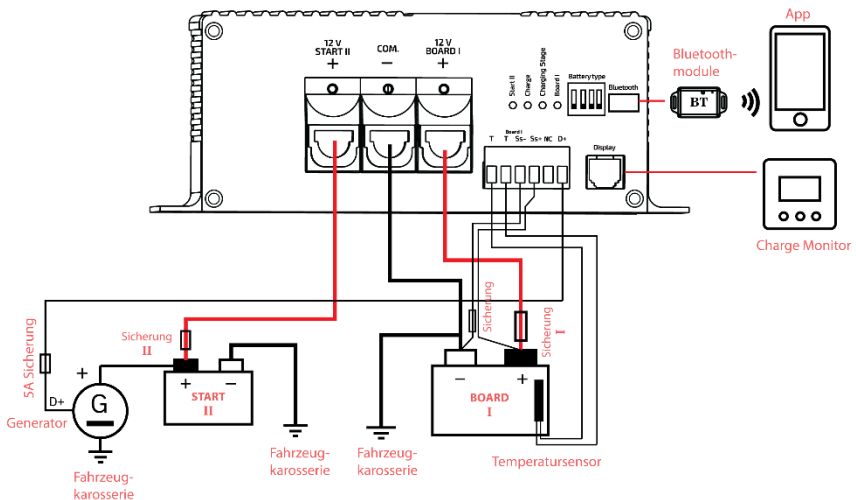 App
Bluetooth-
module
BT
12 V
START II
+
COM.
−
12 V
BOARD I
+
Start II
Charge
Charging Stage
Board I
Batterytype
Bluetooth
Board I
T T Ss- Ss+ NC D+
Display
Charge Monitor
5A Sicherung
Sicherung
II
Sicherung
Sicherung
I
+
D+
G
Generator
Fahrzeug-
karosserie
+ −
START
II
Fahrzeug-
karosserie
Fahrzeug-
karosserie
− +
BOARD
I
Temperatursensor